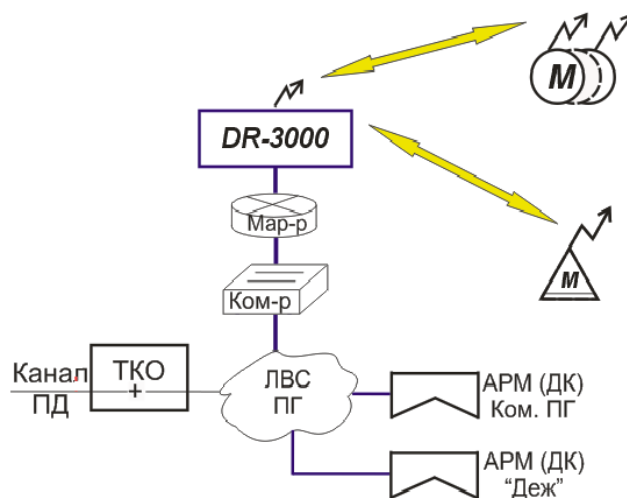 M
DR-3000
Мар-р
M
Ком-р
Канал
ПД
ТКО
+
ЛВС
ПГ
АРМ (ДК)
Ком. ПГ
АРМ (ДК)
“Деж”